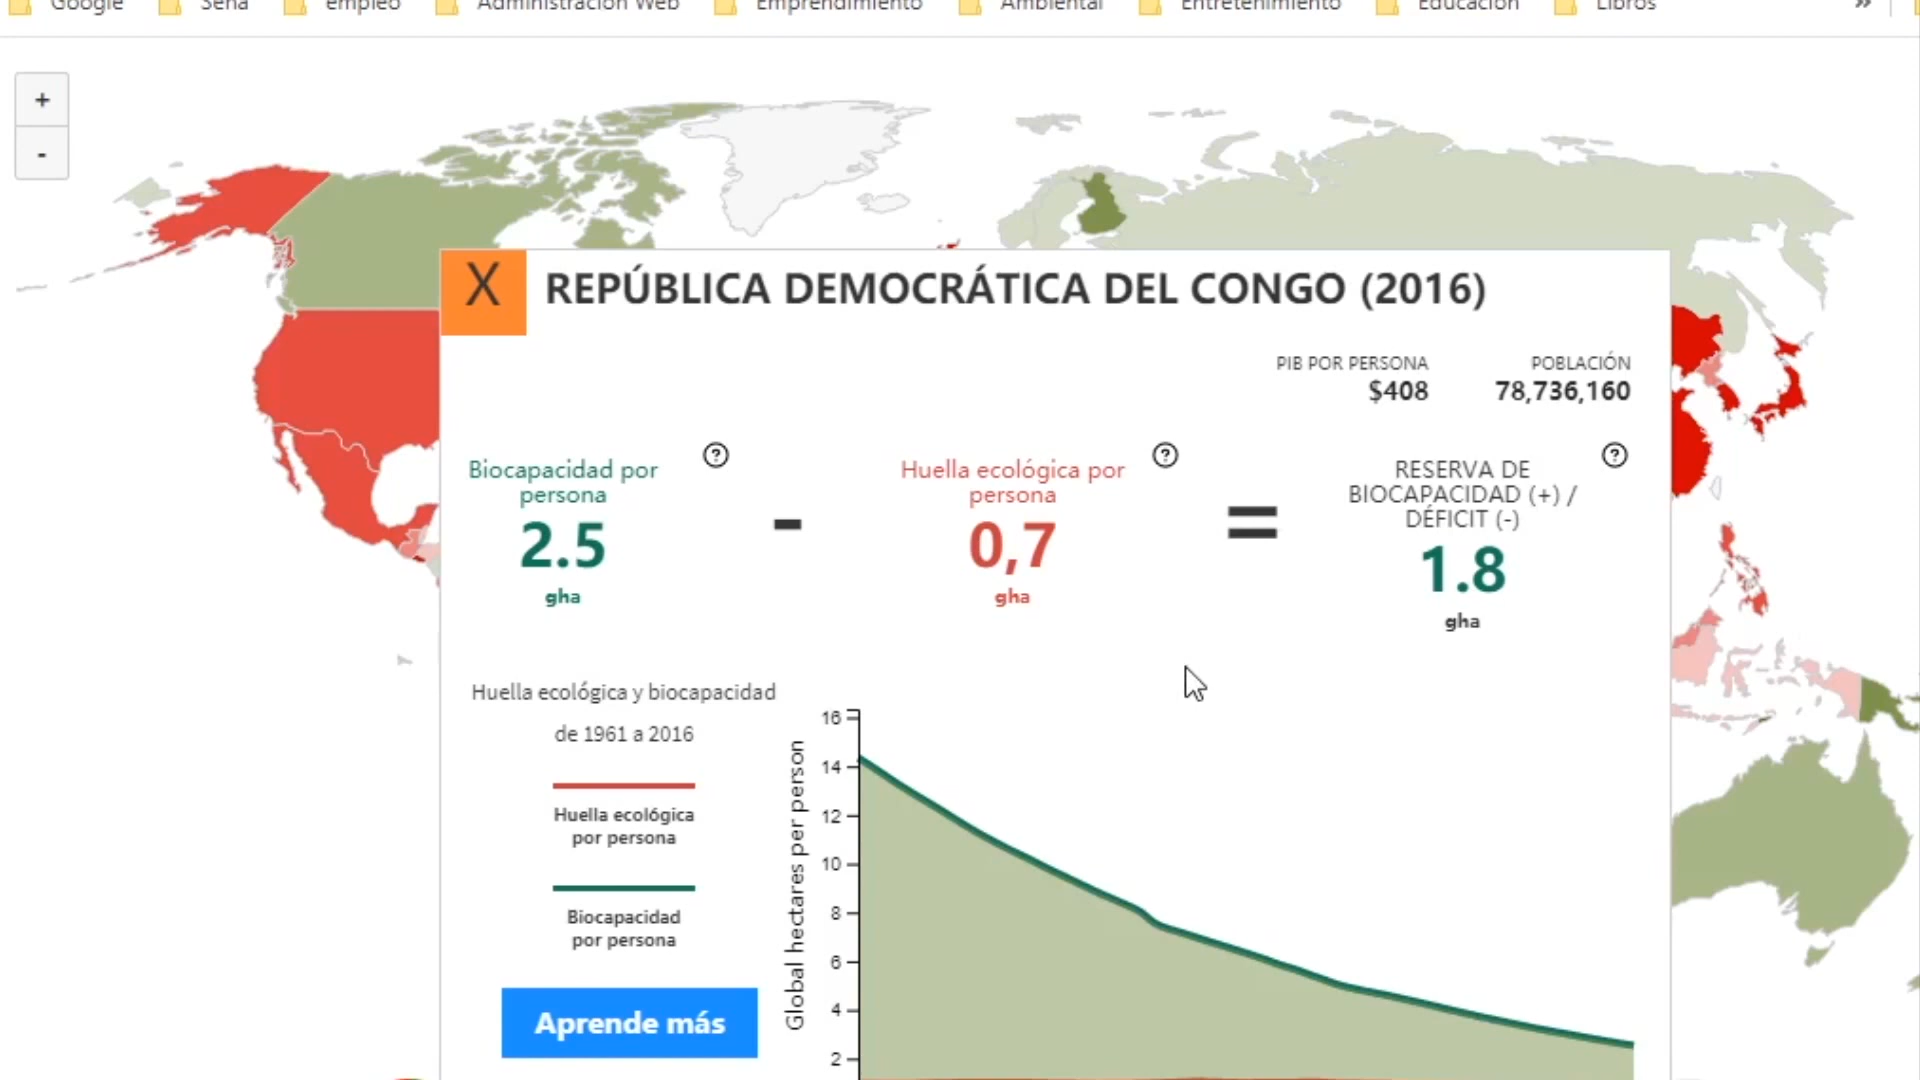 Google Sena empleo Administración Web Emprendimiento Ambiental Entretenimiento Educación Libros »
+
-
X REPÚBLICA DEMOCRÁTICA DEL CONGO (2016)
PIB POR PERSONA POBLACIÓN
$408 78,736,160
Biocapacidad por
persona
2.5
gha
-
Huella ecológica por
persona
0,7
gha
=
RESERVA DE
BIOCAPACIDAD (+) /
DÉFICIT (-)
1.8
gha
Huella ecológica y biocapacidad
de 1961 a 2016
Huella ecológica
por persona
Biocapacidad
por persona
Aprende más
Global hectares per person
16
14
12
10
8
6
4
2